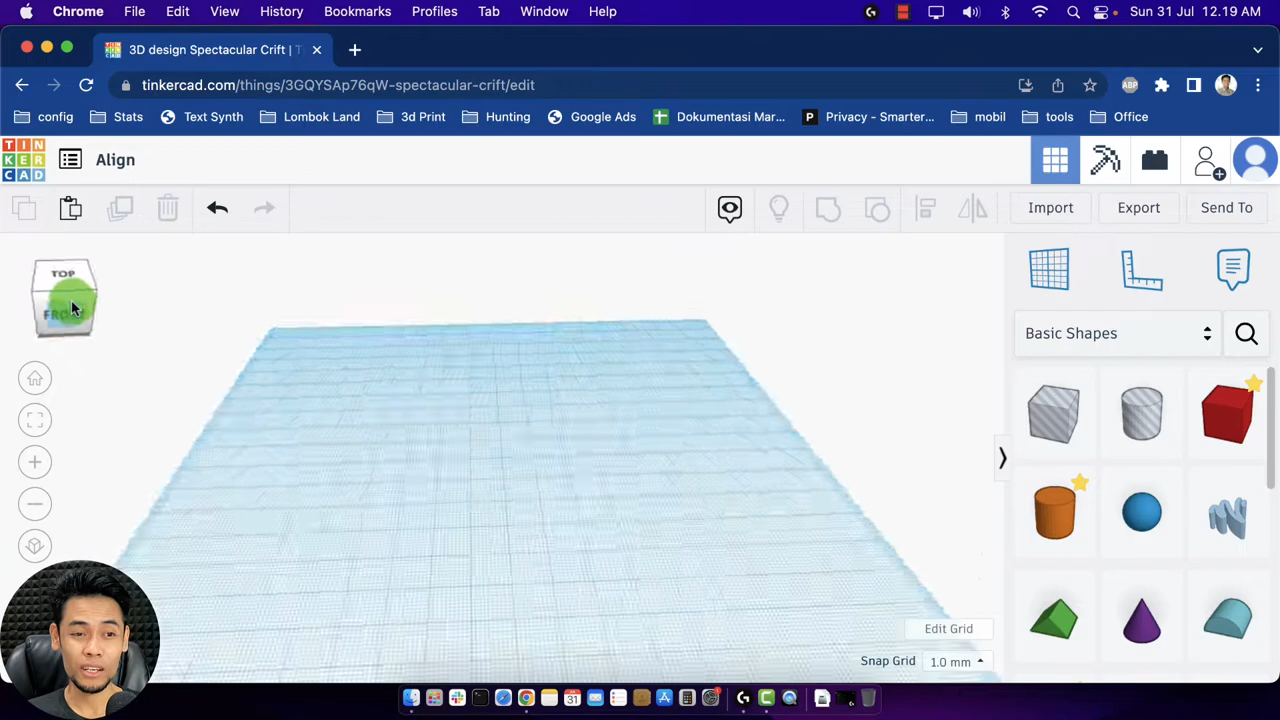 Chrome File Edit View History Bookmarks Profiles Tab Window Help Sun 31 Jul 12.19 AM
3D design Spectacular Crift | T
tinkercad.com/things/3GQYSAp76qW-spectacular-crift/edit
config Stats Text Synth Lombok Land 3d Print Hunting Google Ads Dokumentasi Mar... Privacy - Smarter... mobil tools Office
TIN
KER
CAD
Align
Import Export Send To
TOP
FRONT
Basic Shapes
Edit Grid
Snap Grid 1.0 mm